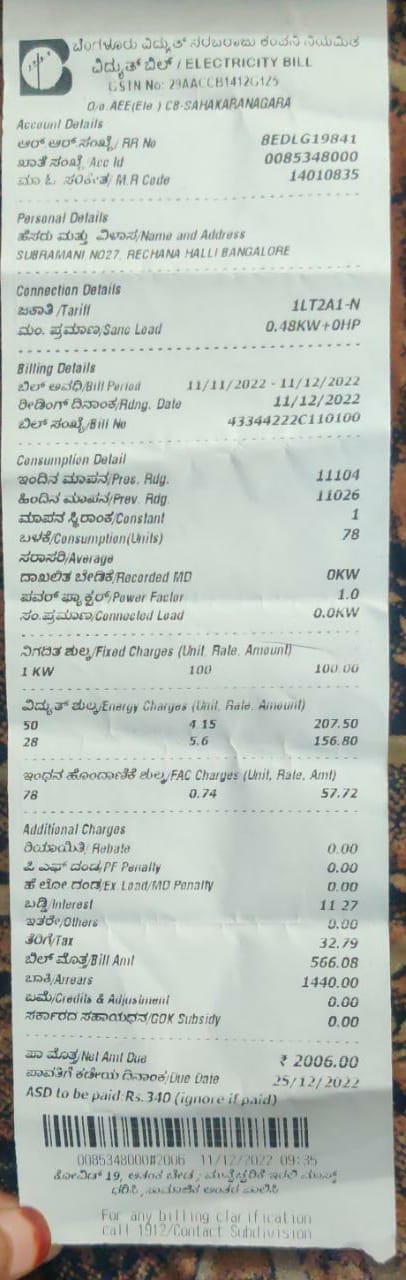 ಬೆಂಗಳೂರು ವಿದ್ಯುತ್ ಸರಬರಾಜು ಕಂಪನಿ ನಿಯಮಿತ
ವಿದ್ಯುತ್ ಬಿಲ್ / ELECTRICITY BILL
GSTN No: 29AACCB1412G1Z5
O/o AEE(Ele ) C8-SAHAKARANAGARA
Account Details
ಆರ್ ಆರ್ ಸಂಖ್ಯೆ/ RR No 8EDLG19841
ಖಾತೆ ಸಂಖ್ಯೆ/ Acc Id 0085348000
ಮಾ ಓ ಸಂಕೇತ/ M.R Code 14010835
Personal Details
ಹೆಸರು ಮತ್ತು ವಿಳಾಸ/Name and Address
SUBRAMANI NO27, RECHANA HALLI BANGALORE
Connection Details
ಜಕಾತಿ /Tariff 1LT2A1-N
ಮಂ. ಪ್ರಮಾಣ/Sanc Load 0.48KW+0HP
Billing Details
ಬಿಲ್ ಅವಧಿ/Bill Period 11/11/2022 - 11/12/2022
ರೀಡಿಂಗ್ ದಿನಾಂಕ/Rdng. Date 11/12/2022
ಬಿಲ್ ಸಂಖ್ಯೆ/Bill No 43344222C110100
Consumption Detail
ಇಂದಿನ ಮಾಪನ/Pres. Rdg. 11104
ಹಿಂದಿನ ಮಾಪನ/Prev. Rdg. 11026
ಮಾಪನ ಸ್ಥಿರಾಂಕ/Constant 1
ಬಳಕೆ/Consumption(Units) 78
ಸರಾಸರಿ/Average
ದಾಖಲಿತ ಬೇಡಿಕೆ/Recorded MD 0KW
ಪವರ್ ಫ್ಯಾಕ್ಟರ್/Power Factor 1.0
ಸಂ.ಪ್ರಮಾಣ/Connected Load 0.0KW
ನಿಗದಿತ ಶುಲ್ಕ/Fixed Charges (Unit, Rate, Amount)
1 KW 100 100.00
ವಿದ್ಯುತ್ ಶುಲ್ಕ/Energy Charges (Unit, Rate, Amount)
50 4.15 207.50
28 5.6 156.80
ಇಂಧನ ಹೊಂದಾಣಿಕೆ ಶುಲ್ಕ/FAC Charges (Unit, Rate, Amt)
78 0.74 57.72
Additional Charges
ರಿಯಾಯಿತಿ/ Rebate 0.00
ಪಿ ಎಫ್ ದಂಡ/PF Penalty 0.00
ಹೆ ಲೋ ದಂಡ/Ex. Load/MD Penalty 0.00
ಬಡ್ಡಿ/Interest 11.27
ಇತರೇ/Others 0.00
ತೆರಿಗೆ/Tax 32.79
ಬಿಲ್ ಮೊತ್ತ/Bill Amt 566.08
ಬಾಕಿ/Arrears 1440.00
ಜಮೆ/Credits & Adjustment 0.00
ಸರ್ಕಾರದ ಸಹಾಯಧನ/GOK Subsidy 0.00
ಪಾ ಮೊತ್ತ/Net Amt Due ₹ 2006.00
ಪಾವತಿಗೆ ಕಡೇಯ ದಿನಾಂಕ/Due Date 25/12/2022
ASD to be paid:Rs.340 (ignore if paid)
0085348000#2006 11/12/2022 09:35
ಕೋವಿಡ್ 19, ಆತಂಕ ಬೇಡ , ಮುನ್ನೆಚ್ಚರಿಕೆ ಇರಲಿ ಮಾಸ್ಕ್
ಧರಿಸಿ , ಸಾಮಾಜಿಕ ಅಂತರ ಪಾಲಿಸಿ
For any billing clarification
call 1912/Contact Subdivision